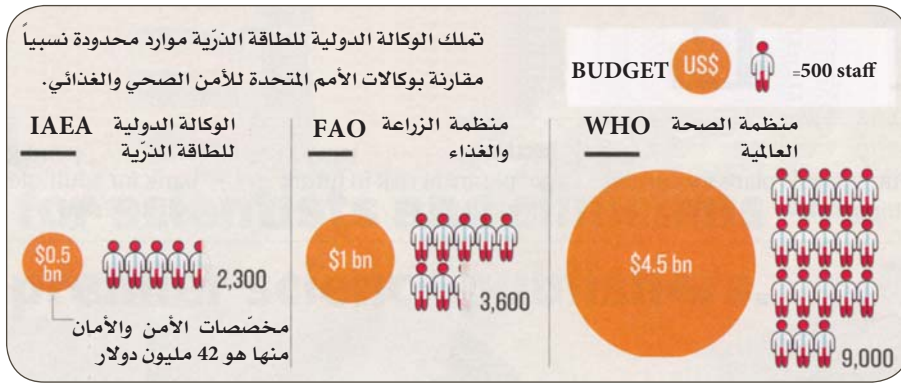 تملك الوكالة الدولية للطاقة الذرّية موارد محدودة نسبياً
مقارنة بوكالات الأمم المتحدة للأمن الصحي والغذائي.
BUDGET US$ =500 staff
منظمة الصحة WHO
العالمية
$4.5 bn
9,000
منظمة الزراعة FAO
والغذاء
$1 bn
3,600
الوكالة الدولية IAEA
للطاقة الذرّية
$0.5
bn
2,300
مخصّصات الأمن والأمان
منها هو 42 مليون دولار